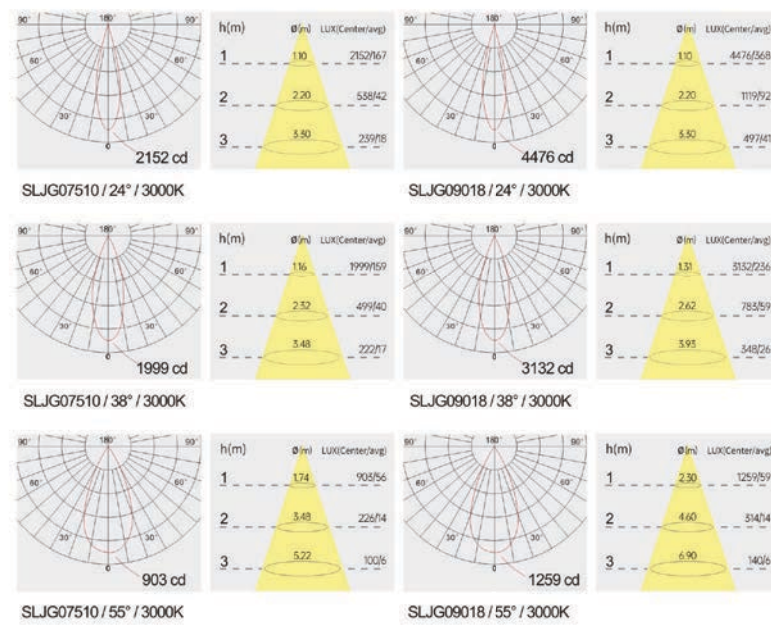 180°
90° 90°
60° 60°
30° 30°
0
2152 cd
h(m) Ø(m) LUX(Center/avg)
1 1.10 2152/167
2 2.20 538/42
3 3.30 239/18
SLJG07510 / 24° / 3000K
180°
90° 90°
60° 60°
30° 30°
0
4476 cd
h(m) Ø(m) LUX(Center/avg)
1 1.10 4476/368
2 2.20 1119/92
3 3.30 497/41
SLJG09018 / 24° / 3000K
180°
90° 90°
60° 60°
30° 30°
0
1999 cd
h(m) Ø(m) LUX(Center/avg)
1 1.16 1999/159
2 2.32 499/40
3 3.48 222/17
SLJG07510 / 38° / 3000K
180°
90° 90°
60° 60°
30° 30°
0
3132 cd
h(m) Ø(m) LUX(Center/avg)
1 1.31 3132/236
2 2.62 783/59
3 3.93 348/26
SLJG09018 / 38° / 3000K
180°
90° 90°
60° 60°
30° 30°
0
903 cd
h(m) Ø(m) LUX(Center/avg)
1 1.74 903/56
2 3.48 226/14
3 5.22 100/6
SLJG07510 / 55° / 3000K
180°
90° 90°
60° 60°
30° 30°
0
1259 cd
h(m) Ø(m) LUX(Center/avg)
1 2.30 1259/59
2 4.60 314/14
3 6.90 140/6
SLJG09018 / 55° / 3000K